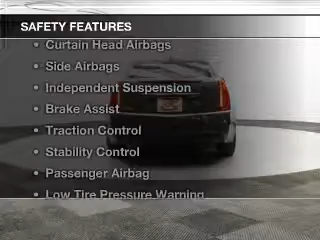 SAFETY FEATURES
• Curtain Head Airbags
• Side Airbags
• Independent Suspension
• Brake Assist
• Traction Control
• Stability Control
• Passenger Airbag
• Low Tire Pressure Warning